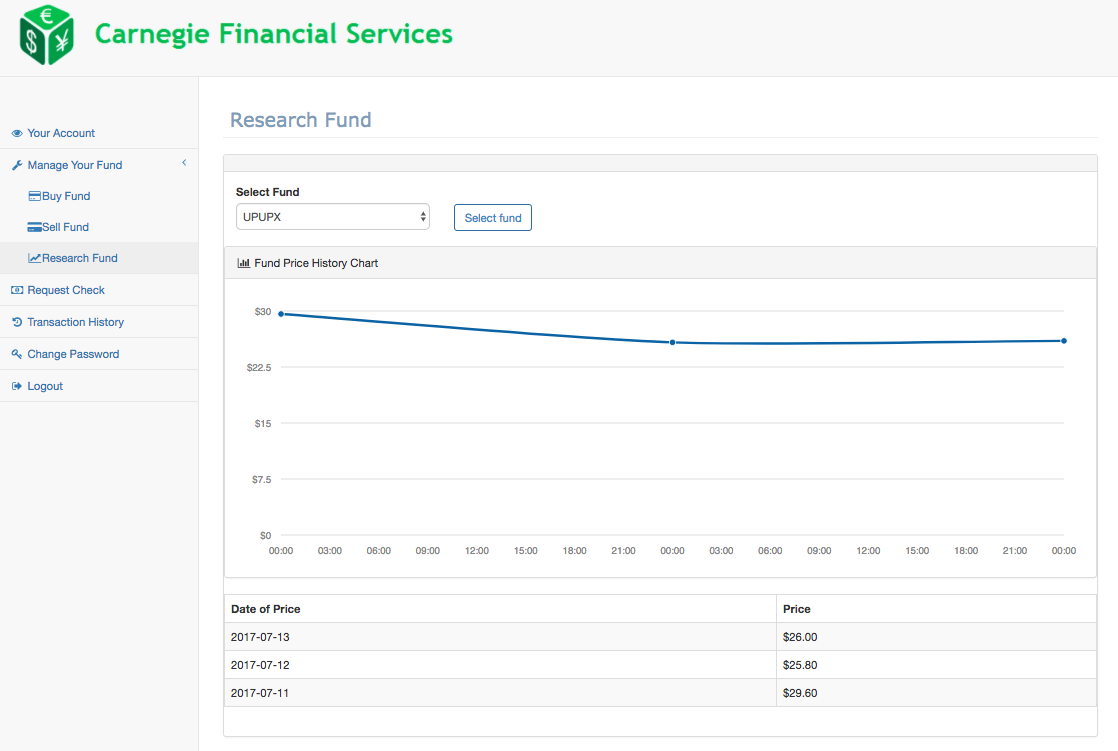 € $ ¥
Carnegie Financial Services
Your Account
Manage Your Fund
Buy Fund
Sell Fund
Research Fund
Request Check
Transaction History
Change Password
Logout
Research Fund
Select Fund
UPUPX Select fund
Fund Price History Chart
$30
$22.5
$15
$7.5
$0
00:00 03:00 06:00 09:00 12:00 15:00 18:00 21:00 00:00 03:00 06:00 09:00 12:00 15:00 18:00 21:00 00:00
Date of Price Price
2017-07-13 $26.00
2017-07-12 $25.80
2017-07-11 $29.60